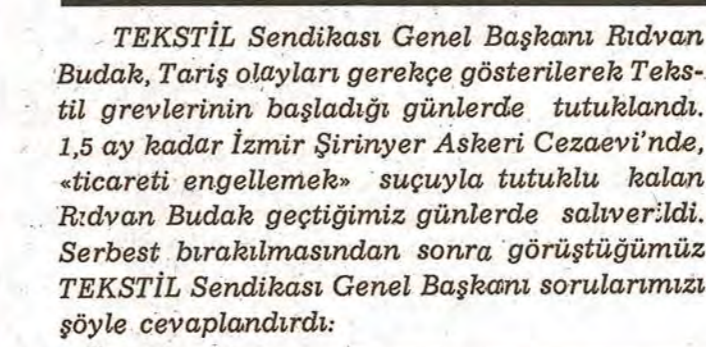 TEKSTİL Sendikası Genel Başkanı Rıdvan
Budak, Tariş olayları gerekçe gösterilerek Teks-
til grevlerinin başladığı günlerde tutuklandı.
1,5 ay kadar İzmir Şirinyer Askeri Cezaevi'nde,
«ticareti engellemek» suçuyla tutuklu kalan
Rıdvan Budak geçtiğimiz günlerde salıverildi.
Serbest bırakılmasından sonra görüştüğümüz
TEKSTİL Sendikası Genel Başkanı sorularımızı
şöyle cevaplandırdı: